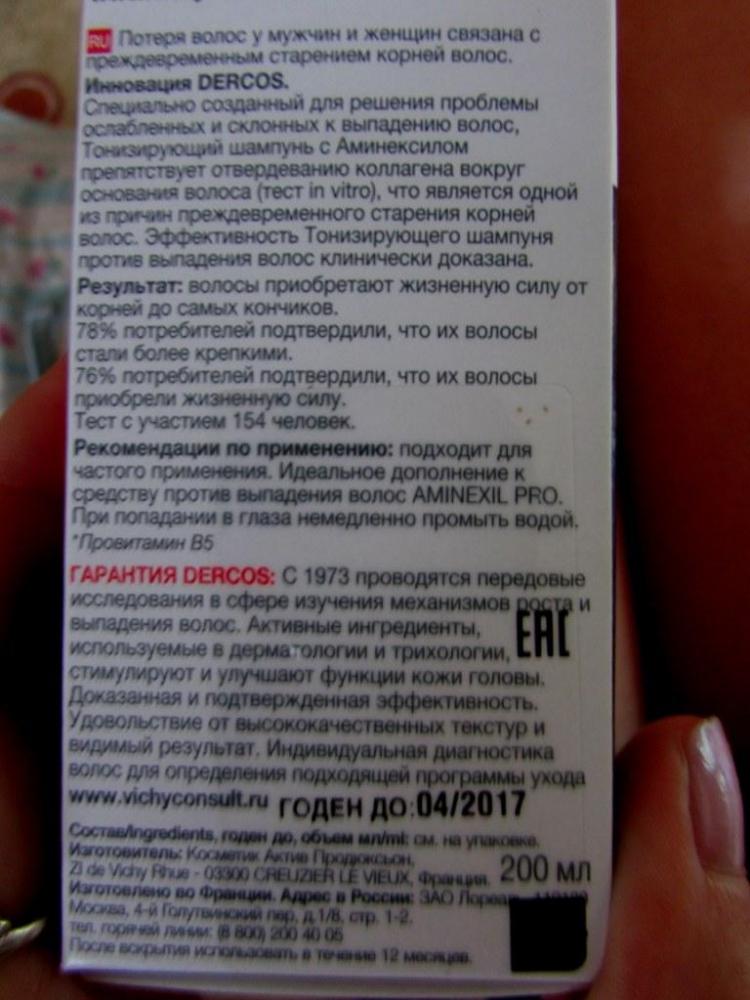 RU Потеря волос у мужчин и женщин связана с
преждевременным старением корней волос.
Инновация DERCOS.
Специально созданный для решения проблемы
ослабленных и склонных к выпадению волос,
Тонизирующий шампунь с Аминексилом
препятствует отвердеванию коллагена вокруг
основания волоса (тест in vitro), что является одной
из причин преждевременного старения корней
волос. Эффективность Тонизирующего шампуня
против выпадения волос клинически доказана.
Результат: волосы приобретают жизненную силу от
корней до самых кончиков.
78% потребителей подтвердили, что их волосы
стали более крепкими.
76% потребителей подтвердили, что их волосы
приобрели жизненную силу.
Тест с участием 154 человек.
Рекомендации по применению: подходит для
частого применения. Идеальное дополнение к
средству против выпадения волос AMINEXIL PRO.
При попадании в глаза немедленно промыть водой.
*Провитамин В5
ГАРАНТИЯ DERCOS: С 1973 проводятся передовые
исследования в сфере изучения механизмов роста и
выпадения волос. Активные ингредиенты,
используемые в дерматологии и трихологии,
EAC
стимулируют и улучшают функции кожи головы.
Доказанная и подтвержденная эффективность.
Удовольствие от высококачественных текстур и
видимый результат. Индивидуальная диагностика
волос для определения подходящей программы ухода
www.vichyconsult.ru ГОДЕН ДО:04/2017
Состав/Ingredients, годен до, объем мл/ml: см. на упаковке.
Изготовитель: Косметик Актив Продюксьон,
ZI de Vichy Rhue - 03300 CREUZIER LE VIEUX, Франция. 200 мл
Изготовлено во Франции. Адрес в России: ЗАО Лореаль
Москва, 4-й Голутвинский пер, д.1/8, стр. 1-2.
тел. горячей линии: (8 800) 200 40 05
После вскрытия использовать в течение 12 месяцев.